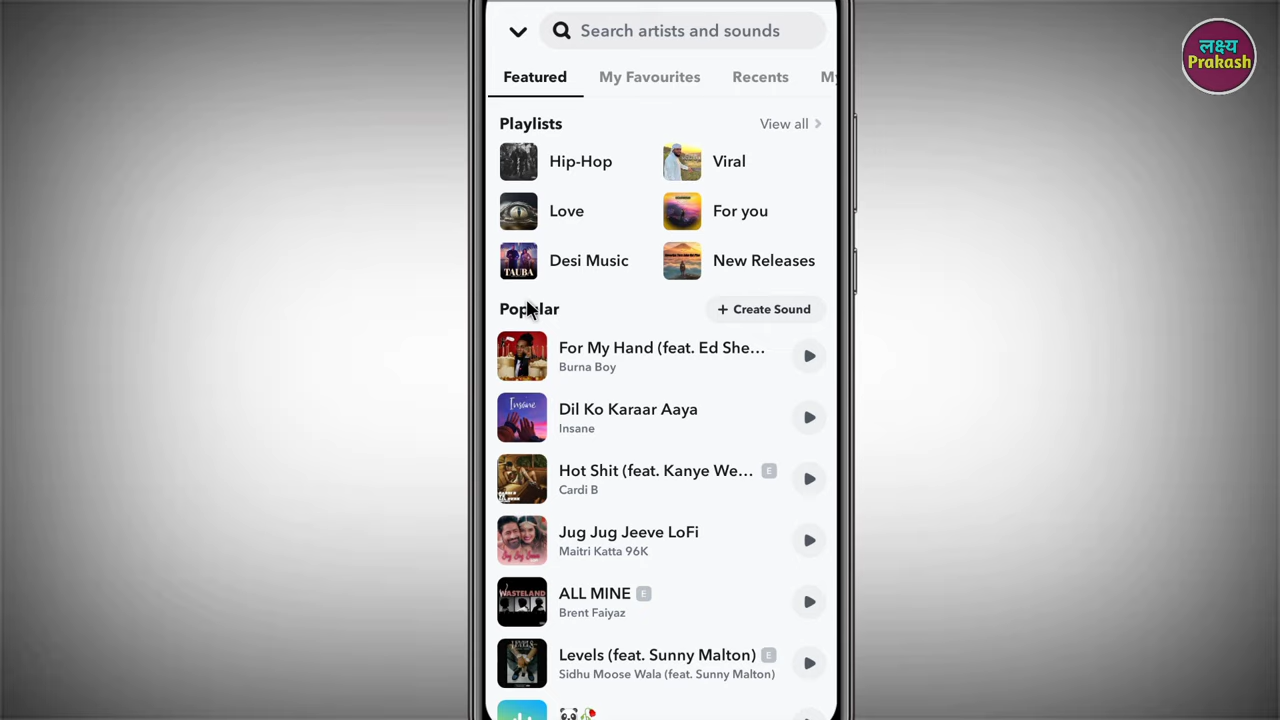 लक्ष्य
Prakash
Search artists and sounds
Featured
My Favourites
Recents
My
Playlists
View all
Hip-Hop
Viral
Love
For you
TAUBA
Desi Music
New Releases
Popular
+ Create Sound
For My Hand (feat. Ed She...
Burna Boy
Insane
Dil Ko Karaar Aaya
Insane
Hot Shit (feat. Kanye We... E
Cardi B
Jug Jug Jeeve LoFi
Maitri Katta 96K
WASTELAND
ALL MINE E
Brent Faiyaz
LEVELS
Levels (feat. Sunny Malton) E
Sidhu Moose Wala (feat. Sunny Malton)